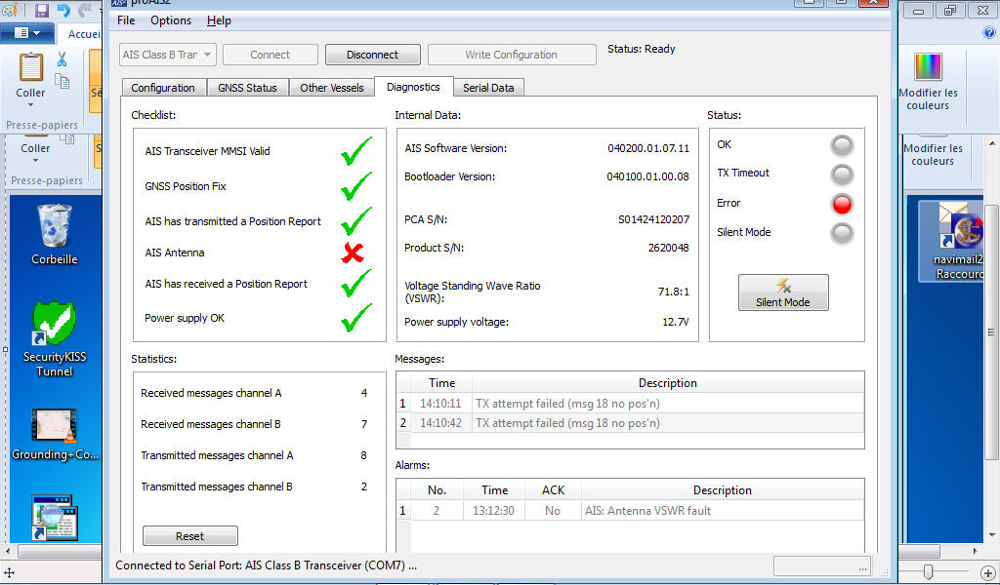 proAIS2
File Options Help
Accuei
AIS Class B Tran Connect Disconnect Write Configuration Status: Ready
Configuration GNSS Status Other Vessels Diagnostics Serial Data
Coller
Presse-papiers
Coller
Presse-papiers
Corbeille
SecurityKISS
Tunnel
Grounding+Co...
Checklist:
AIS Transceiver MMSI Valid
GNSS Position Fix
AIS has transmitted a Position Report
AIS Antenna
AIS has received a Position Report
Power supply OK
Internal Data:
AIS Software Version: 040200.01.07.11
Bootloader Version: 040100.01.00.08
PCA S/N: S01424120207
Product S/N: 2620048
Voltage Standing Wave Ratio
(VSWR): 71.8:1
Power supply voltage: 12.7V
Status:
OK
TX Timeout
Error
Silent Mode
Silent Mode
Statistics:
Received messages channel A 4
Received messages channel B 7
Transmitted messages channel A 8
Transmitted messages channel B 2
Reset
Messages:
Time Description
1 14:10:11 TX attempt failed (msg 18 no pos'n)
2 14:10:42 TX attempt failed (msg 18 no pos'n)
Alarms:
No. Time ACK Description
1 2 13:12:30 No AIS: Antenna VSWR fault
Connected to Serial Port: AIS Class B Transceiver (COM7) ...
...
Modifier les
couleurs
Modifier les
couleurs
navimail2
Raccourc